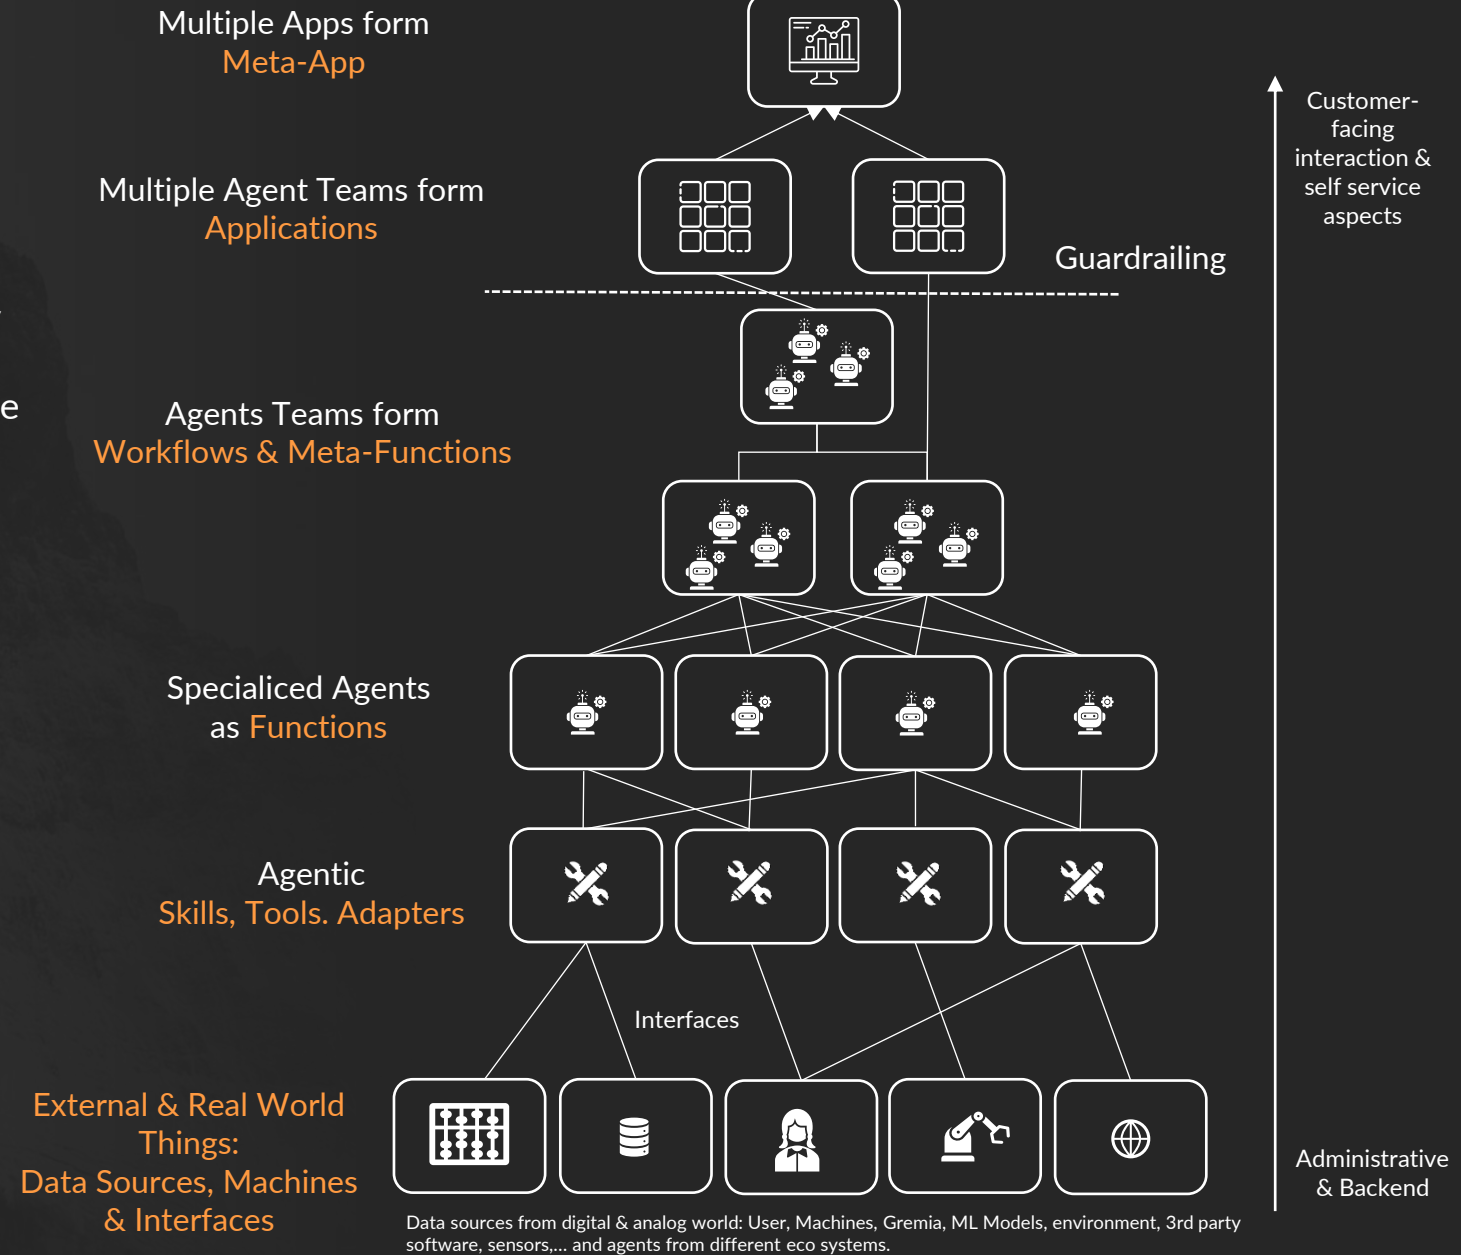 Multiple Apps form
Meta-App
Customer-
facing
interaction &
self service
aspects
Multiple Agent Teams form
Applications
Guardrailing
e
Agents Teams form
Workflows & Meta-Functions
Specialiced Agents
as Functions
Agentic
Skills, Tools. Adapters
Interfaces
External & Real World
Things:
Data Sources, Machines
& Interfaces
Administrative
& Backend
Data sources from digital & analog world: User, Machines, Gremia, ML Models, environment, 3rd party
software, sensors,... and agents from different eco systems.